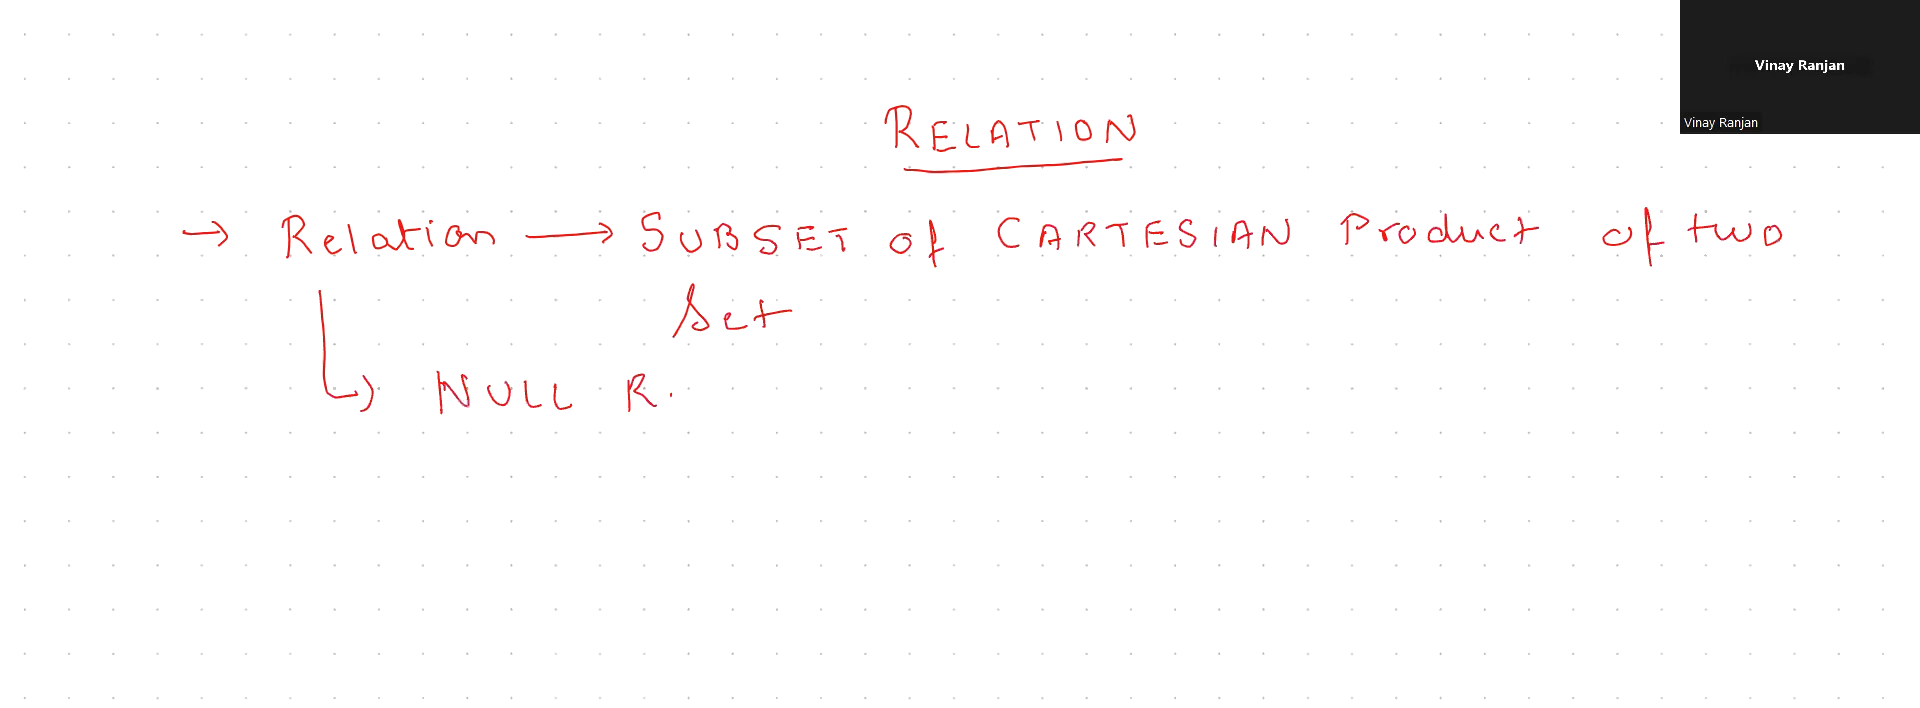 Vinay Ranjan
Vinay Ranjan
RELATION
→ Relation → SUBSET of CARTESIAN Product of two
Set
↳ NULL R.